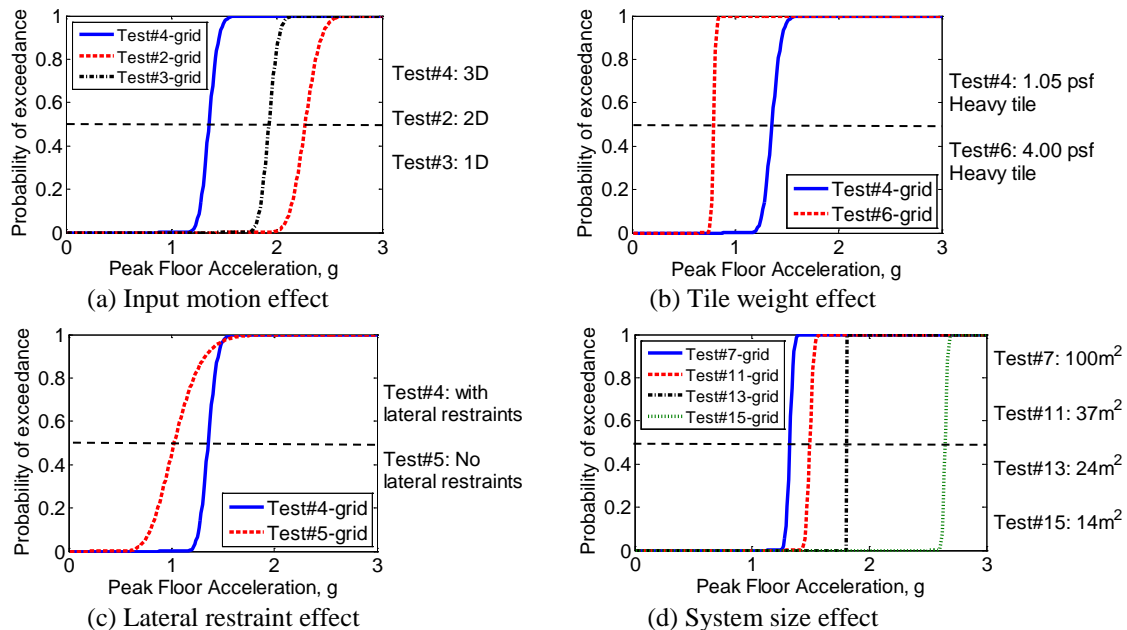 1
0.8
0.6
0.4
0.2
0
0 1 2 3
Probability of exceedance
Peak Floor Acceleration, g
Test#4-grid
Test#2-grid
Test#3-grid
Test#4: 3D
Test#2: 2D
Test#3: 1D
(a) Input motion effect
1
0.8
0.6
0.4
0.2
0
0 1 2 3
Probability of exceedance
Peak Floor Acceleration, g
Test#4-grid
Test#6-grid
Test#4: 1.05 psf
Heavy tile
Test#6: 4.00 psf
Heavy tile
(b) Tile weight effect
1
0.8
0.6
0.4
0.2
0
0 1 2 3
Probability of exceedance
Peak Floor Acceleration, g
Test#4-grid
Test#5-grid
Test#4: with
lateral restraints
Test#5: No
lateral restraints
(c) Lateral restraint effect
1
0.8
0.6
0.4
0.2
0
0 1 2 3
Probability of exceedance
Peak Floor Acceleration, g
Test#7-grid
Test#11-grid
Test#13-grid
Test#15-grid
Test#7: 100m²
Test#11: 37m²
Test#13: 24m²
Test#15: 14m²
(d) System size effect